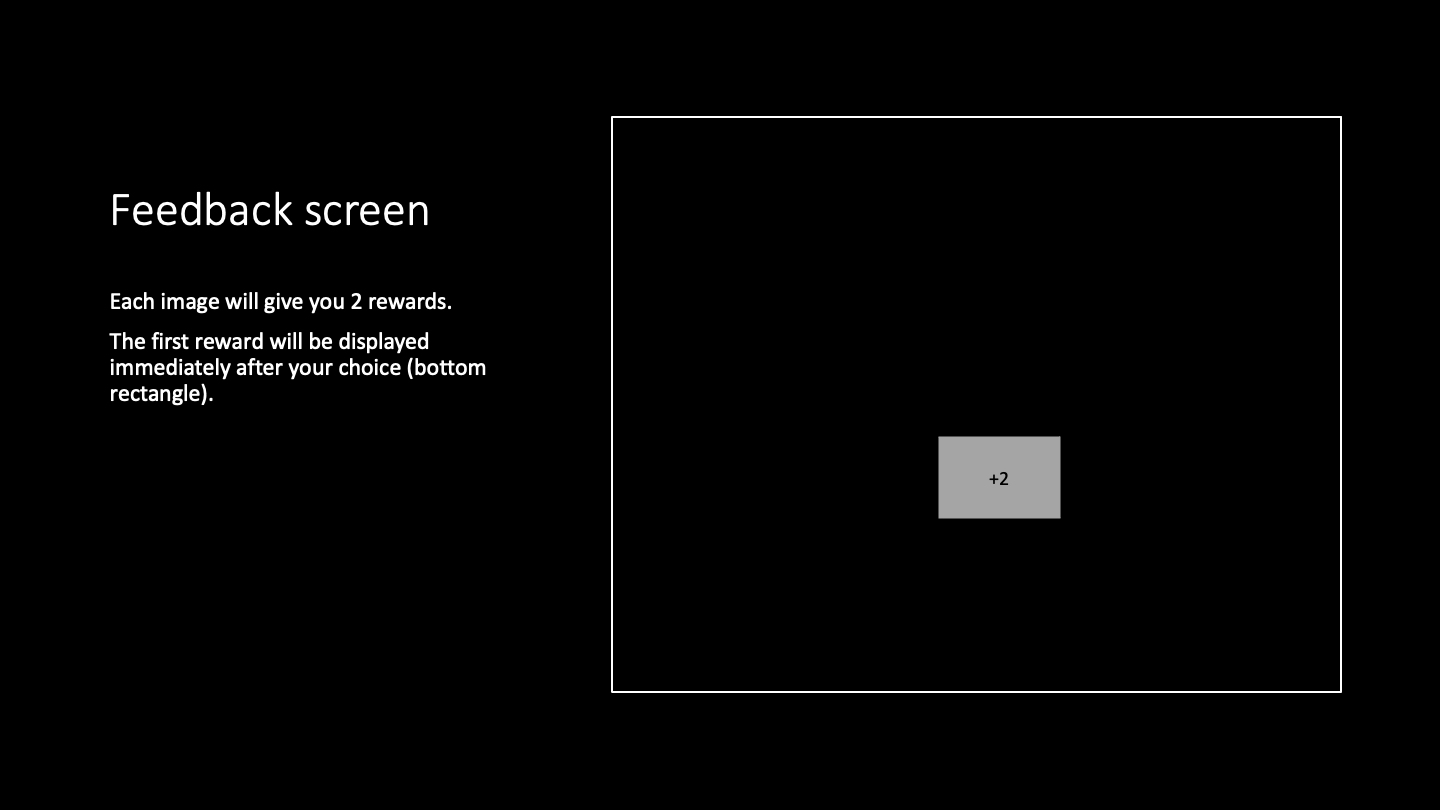 Feedback screen
Each image will give you 2 rewards.
The first reward will be displayed
immediately after your choice (bottom
rectangle).
+2